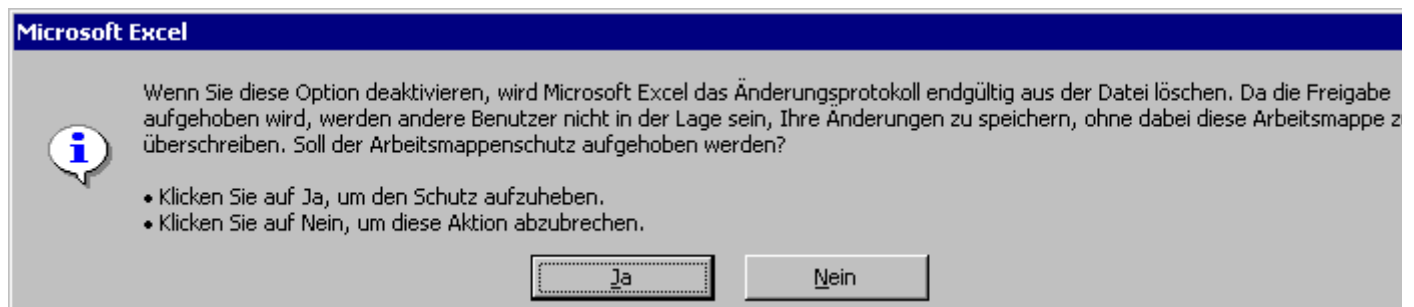 Microsoft Excel
Wenn Sie diese Option deaktivieren, wird Microsoft Excel das Änderungsprotokoll endgültig aus der Datei löschen. Da die Freigabe
aufgehoben wird, werden andere Benutzer nicht in der Lage sein, Ihre Änderungen zu speichern, ohne dabei diese Arbeitsmappe
überschreiben. Soll der Arbeitsmappenschutz aufgehoben werden?
• Klicken Sie auf Ja, um den Schutz aufzuheben.
• Klicken Sie auf Nein, um diese Aktion abzubrechen.
Ja
Nein